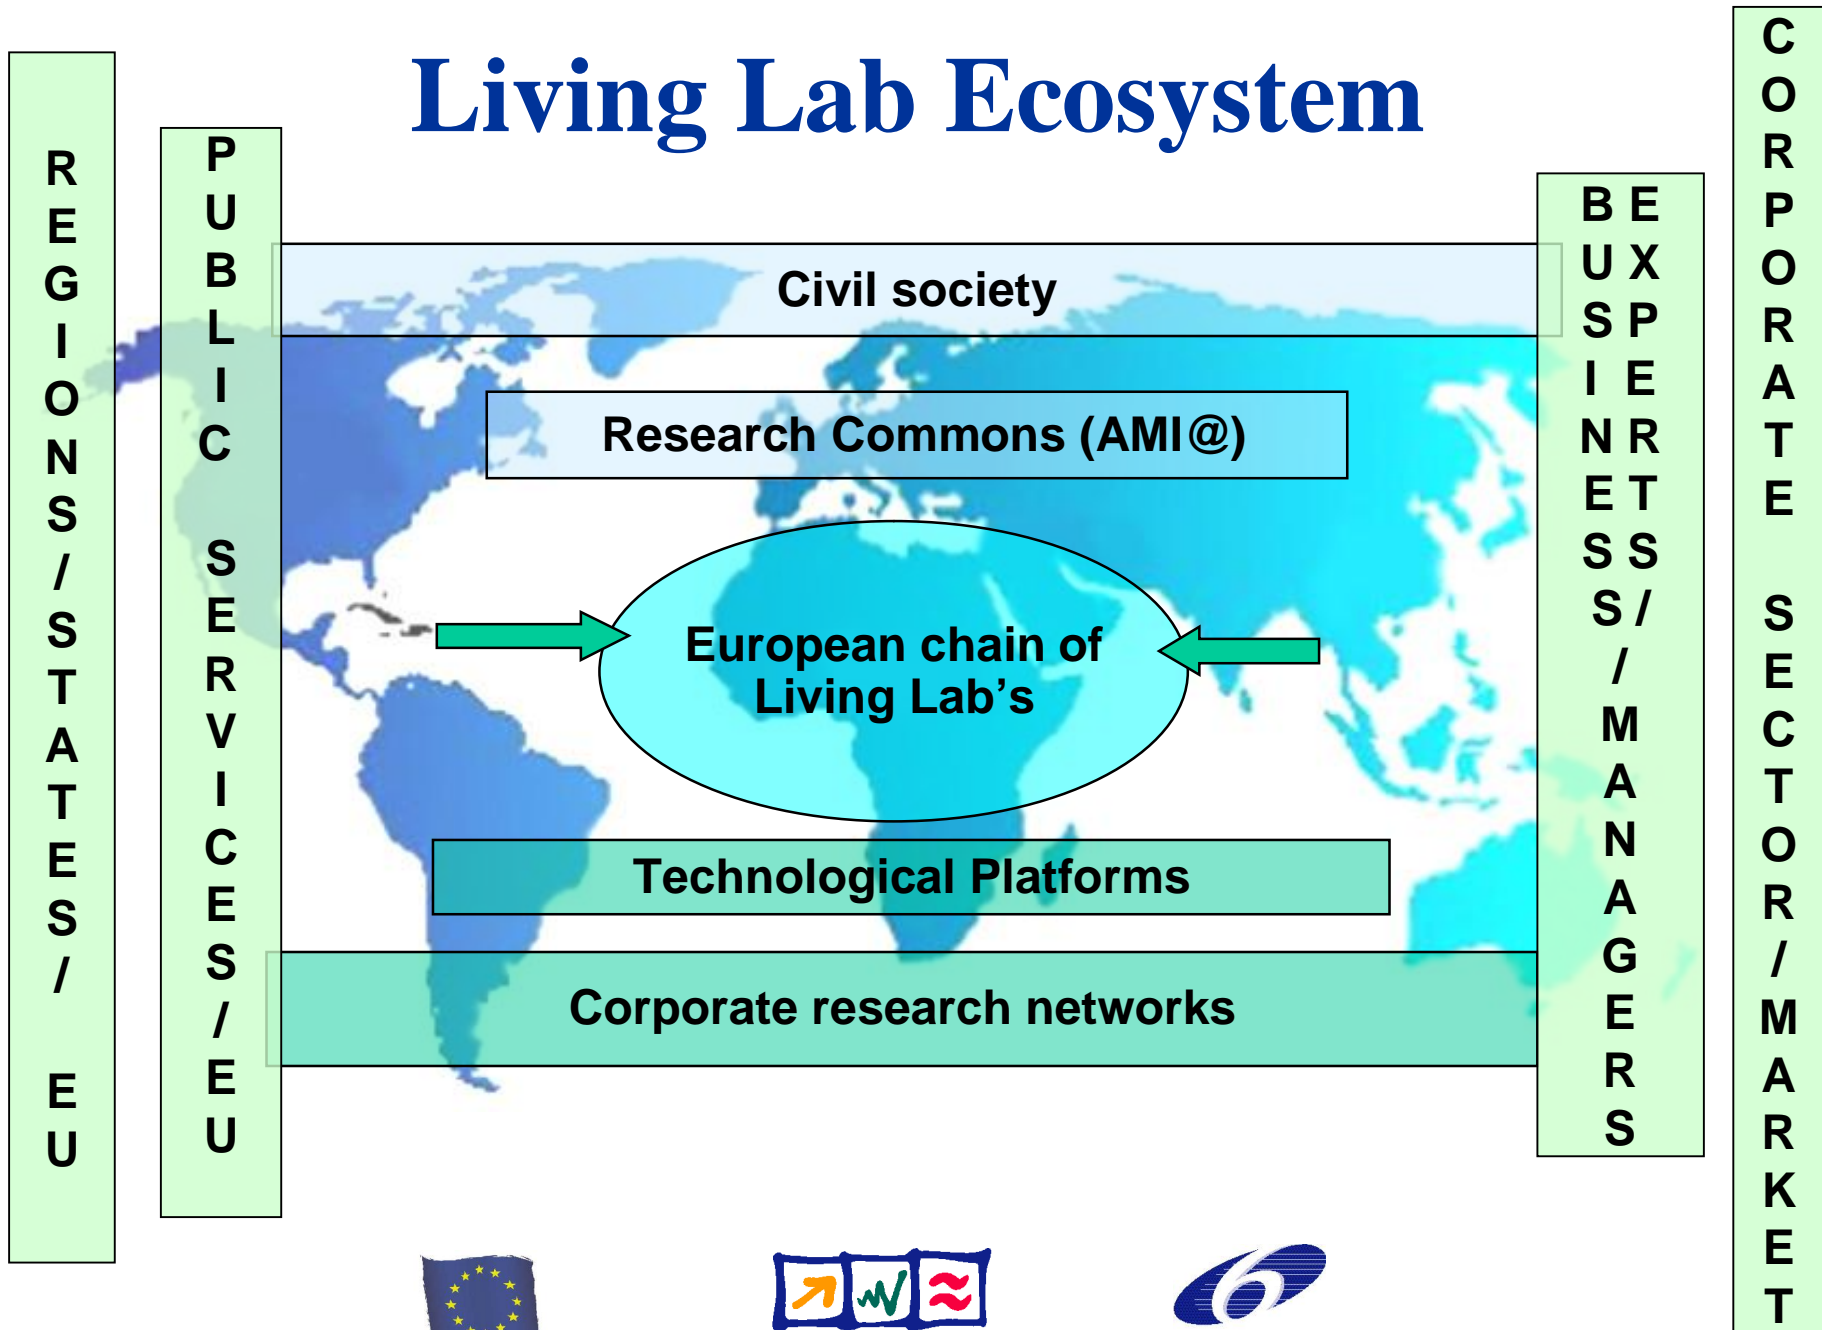 Living Lab Ecosystem
REGIONS/STATES/ EU
PUBLIC SERVICES/EU
Civil society
Research Commons (AMI@)
European chain of
Living Lab’s
Technological Platforms
Corporate research networks
BUSINESS/
EXPERTS/
/MANAGERS
CORPORATE SECTOR/MARKET
6